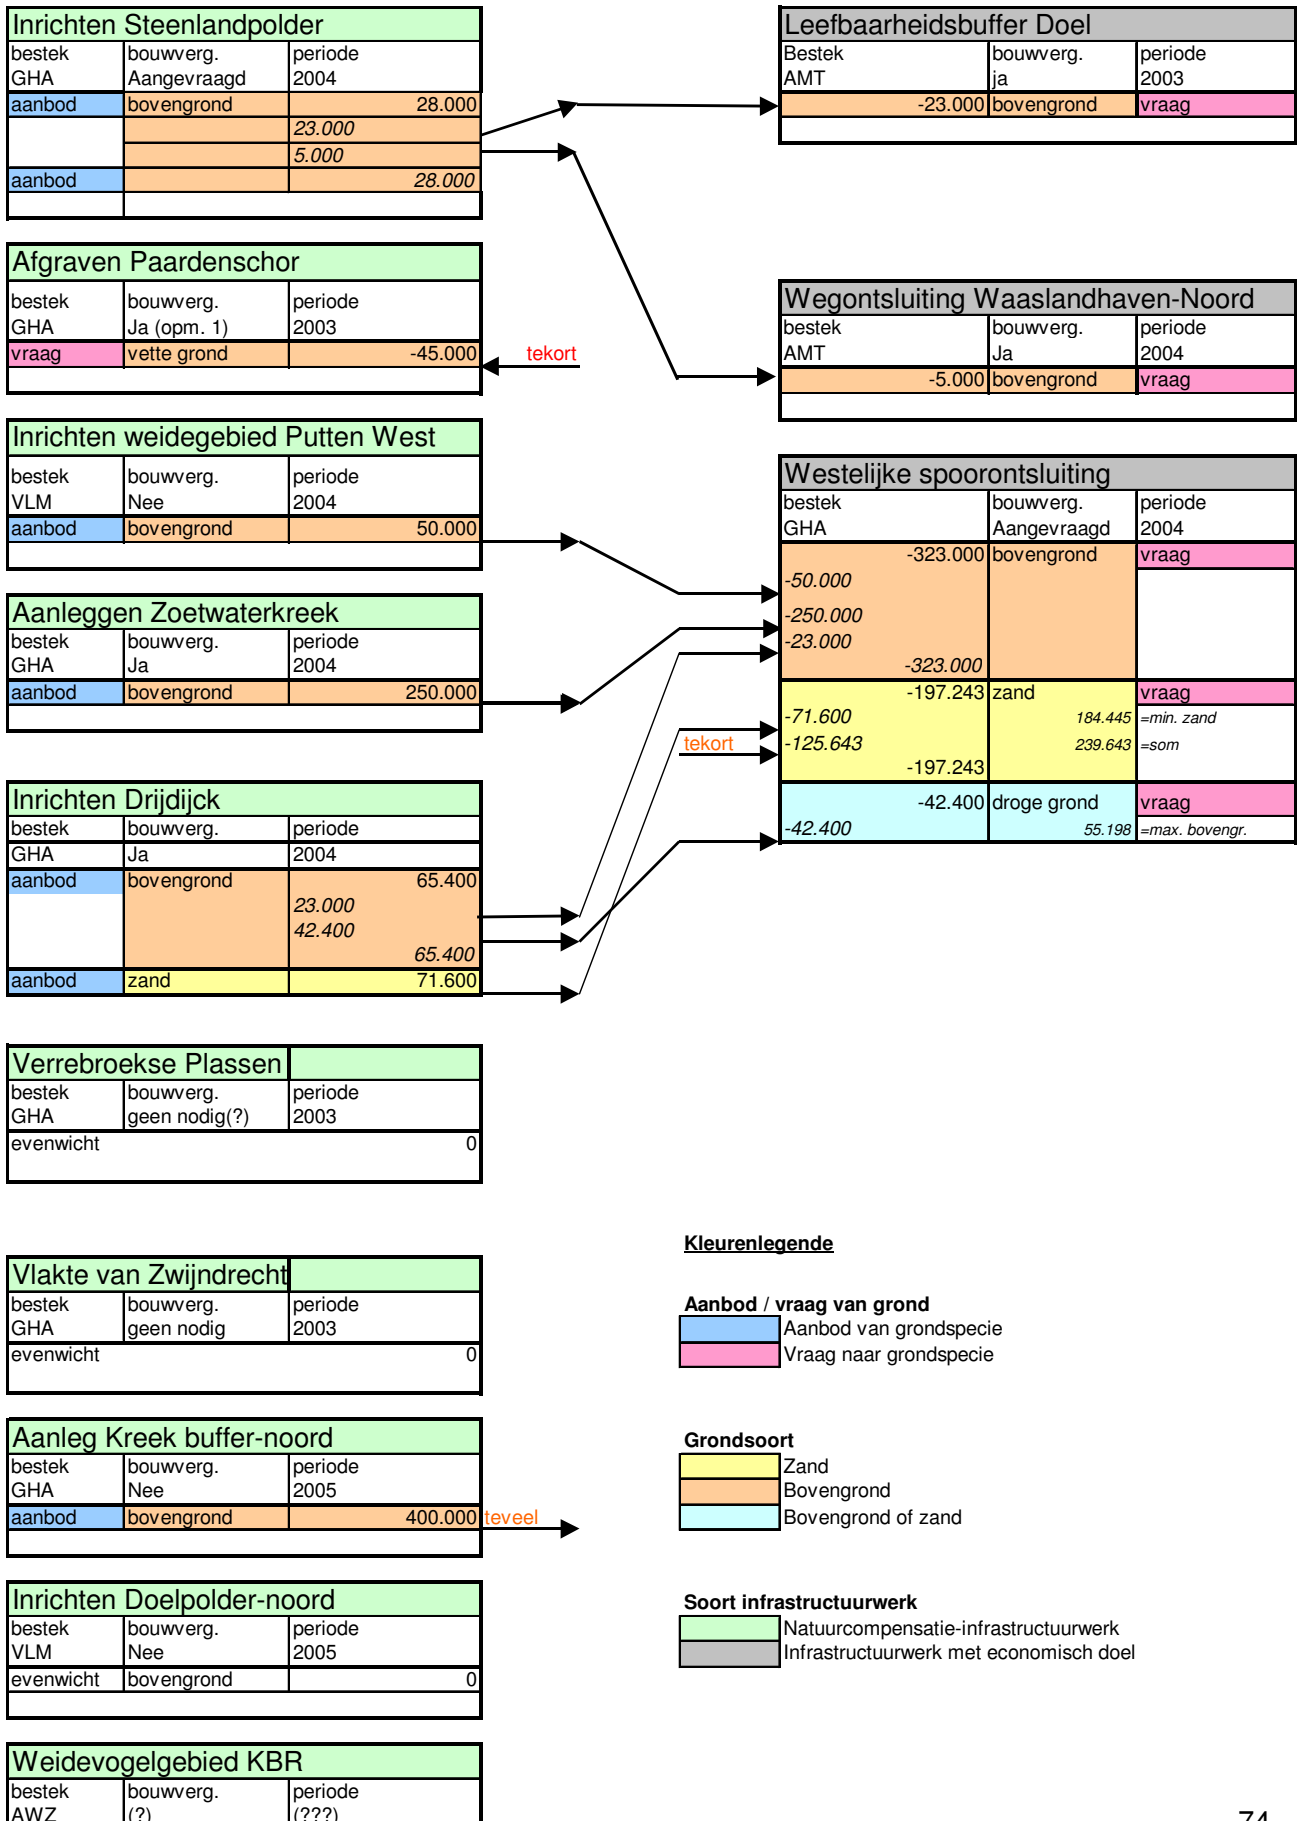 Inrichten Steenlandpolder
bestek bouwverg. periode
GHA Aangevraagd 2004
aanbod bovengrond 28.000
23.000
5.000
aanbod 28.000
Leefbaarheidsbuffer Doel
Bestek bouwverg. periode
AMT ja 2003
-23.000 bovengrond vraag
Afgraven Paardenschor
bestek bouwverg. periode
GHA Ja (opm. 1) 2003
vraag vette grond -45.000 tekort
Wegontsluiting Waaslandhaven-Noord
bestek bouwverg. periode
AMT Ja 2004
-5.000 bovengrond vraag
Inrichten weidegebied Putten West
bestek bouwverg. periode
VLM Nee 2004
aanbod bovengrond 50.000
Westelijke spoorontsluiting
bestek bouwverg. periode
GHA Aangevraagd 2004
-323.000 bovengrond vraag
-50.000
-250.000
-23.000
-323.000
-197.243 zand vraag
-71.600 184.445 =min. zand
tekort -125.643 239.643 =som
-197.243
-42.400 droge grond vraag
-42.400 55.198 =max. bovengr.
Aanleggen Zoetwaterkreek
bestek bouwverg. periode
GHA Ja 2004
aanbod bovengrond 250.000
Inrichten Drijdijck
bestek bouwverg. periode
GHA Ja 2004
aanbod bovengrond 65.400
23.000
42.400
65.400
aanbod zand 71.600
Verrebroekse Plassen
bestek bouwverg. periode
GHA geen nodig(?) 2003
evenwicht 0
Vlakte van Zwijndrecht
bestek bouwverg. periode
GHA geen nodig 2003
evenwicht 0
Aanleg Kreek buffer-noord
bestek bouwverg. periode
GHA Nee 2005
aanbod bovengrond 400.000 teveel
Inrichten Doelpolder-noord
bestek bouwverg. periode
VLM Nee 2005
evenwicht bovengrond 0
Weidevogelgebied KBR
bestek bouwverg. periode
AWZ (?) (???)
Kleurenlegende
Aanbod / vraag van grond
Aanbod van grondspecie
Vraag naar grondspecie
Grondsoort
Zand
Bovengrond
Bovengrond of zand
Soort infrastructuurwerk
Natuurcompensatie-infrastructuurwerk
Infrastructuurwerk met economisch doel
74